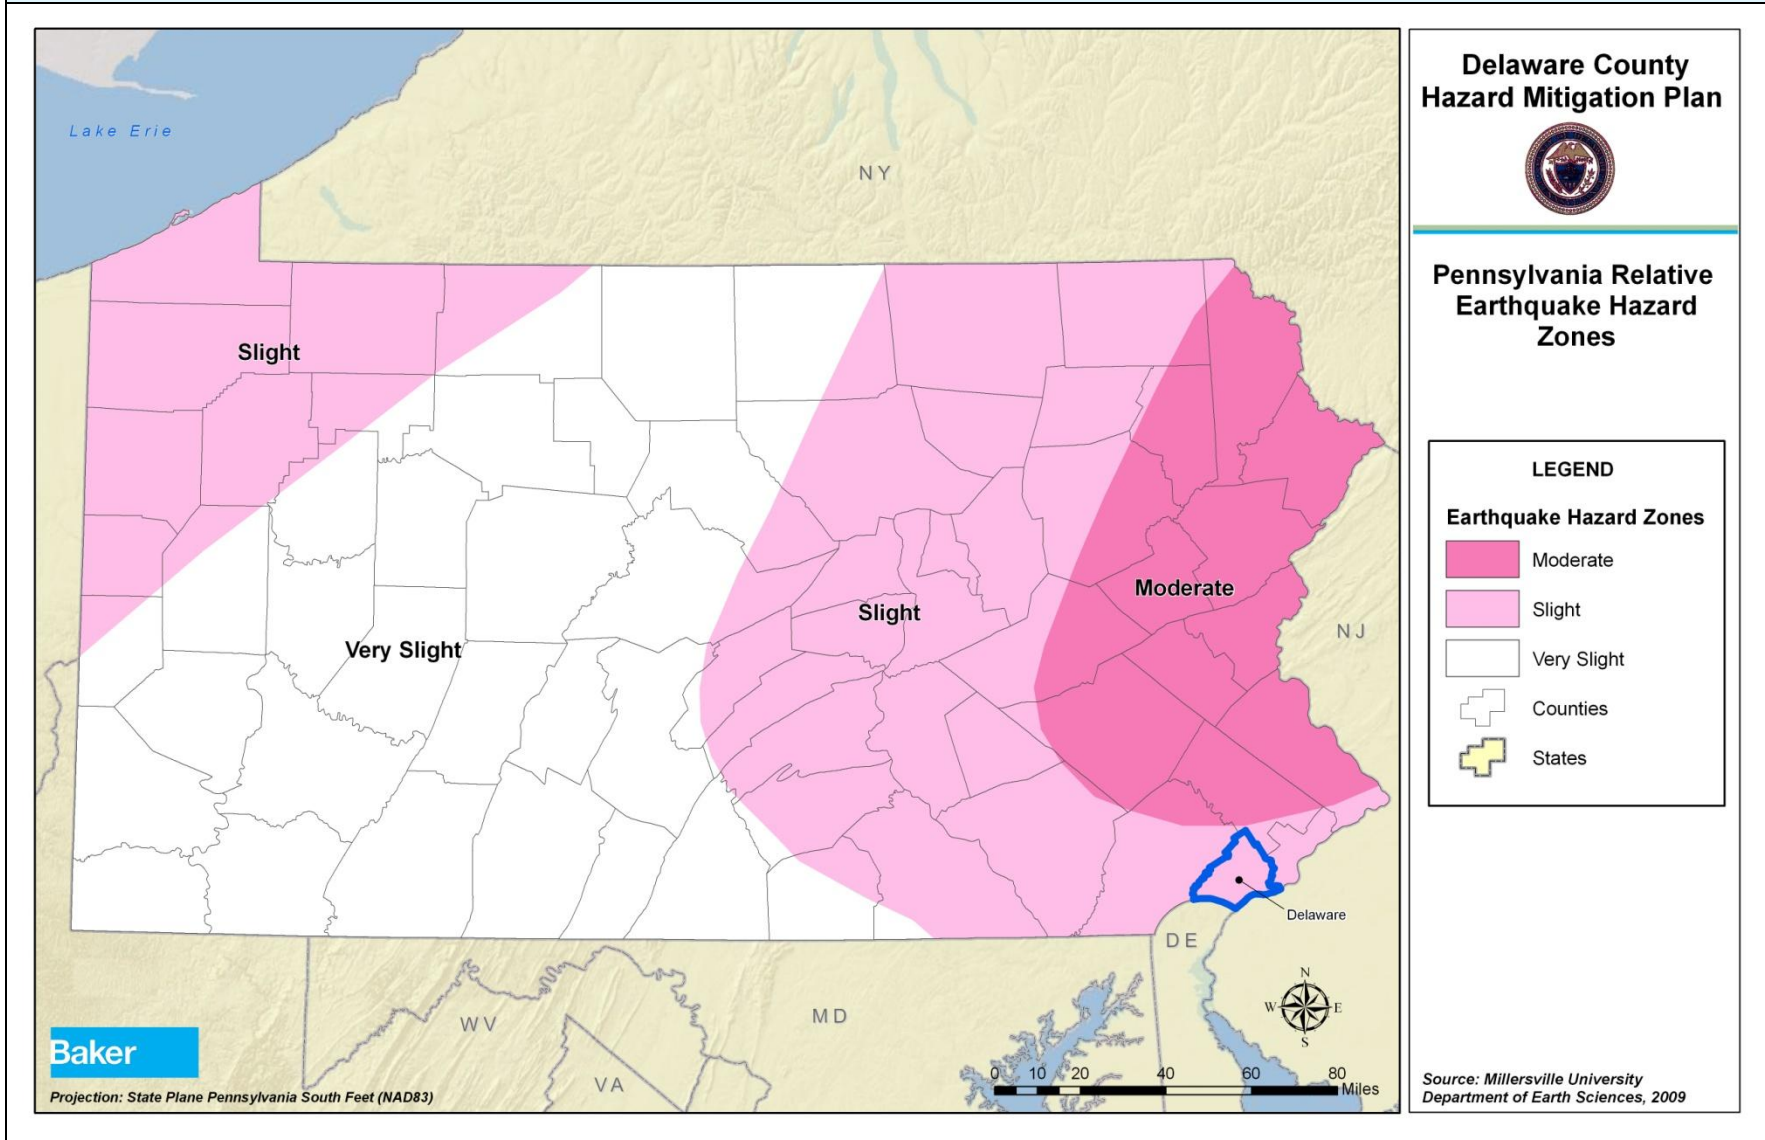 Lake Erie
NY
Slight
Very Slight
Slight
Moderate
NJ
Delaware
DE
MD
WV
VA
N
W E
S
0 10 20 40 60 80
Miles
Baker
Projection: State Plane Pennsylvania South Feet (NAD83)
Delaware County
Hazard Mitigation Plan
Pennsylvania Relative
Earthquake Hazard
Zones
LEGEND
Earthquake Hazard Zones
Moderate
Slight
Very Slight
Counties
States
Source: Millersville University
Department of Earth Sciences, 2009